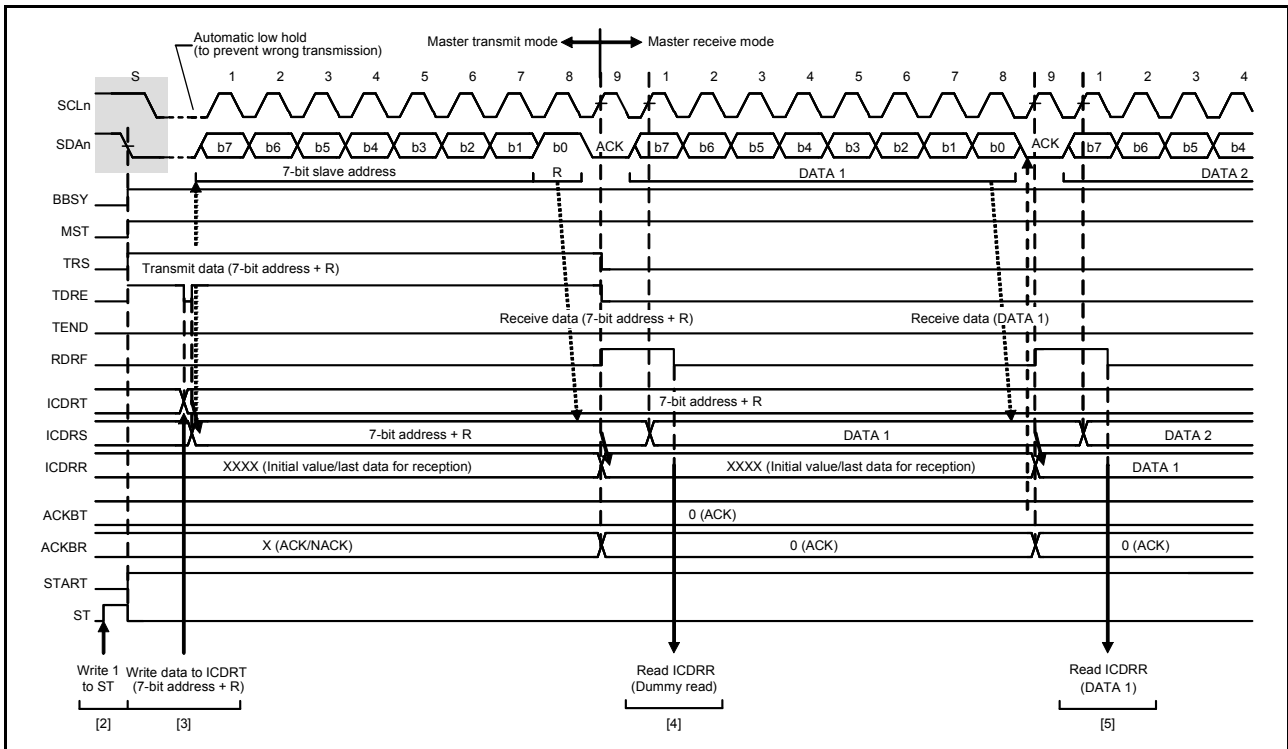 Automatic low hold
(to prevent wrong transmission)
Master transmit mode Master receive mode
S 1 2 3 4 5 6 7 8 9 1 2 3 4 5 6 7 8 9 1 2 3 4
SCLn
SDAn b7 b6 b5 b4 b3 b2 b1 b0 ACK b7 b6 b5 b4 b3 b2 b1 b0 ACK b7 b6 b5 b4
7-bit slave address R DATA 1 DATA 2
BBSY
MST
TRS
Transmit data (7-bit address + R)
TDRE
TEND
Receive data (7-bit address + R) Receive data (DATA 1)
RDRF
ICDRT 7-bit address + R
ICDRS 7-bit address + R DATA 1 DATA 2
ICDRR XXXX (Initial value/last data for reception) XXXX (Initial value/last data for reception) DATA 1
ACKBT 0 (ACK)
ACKBR X (ACK/NACK) 0 (ACK) 0 (ACK)
START
ST
Write 1 Write data to ICDRT Read ICDRR Read ICDRR
to ST (7-bit address + R) (Dummy read) (DATA 1)
[2] [3] [4] [5]